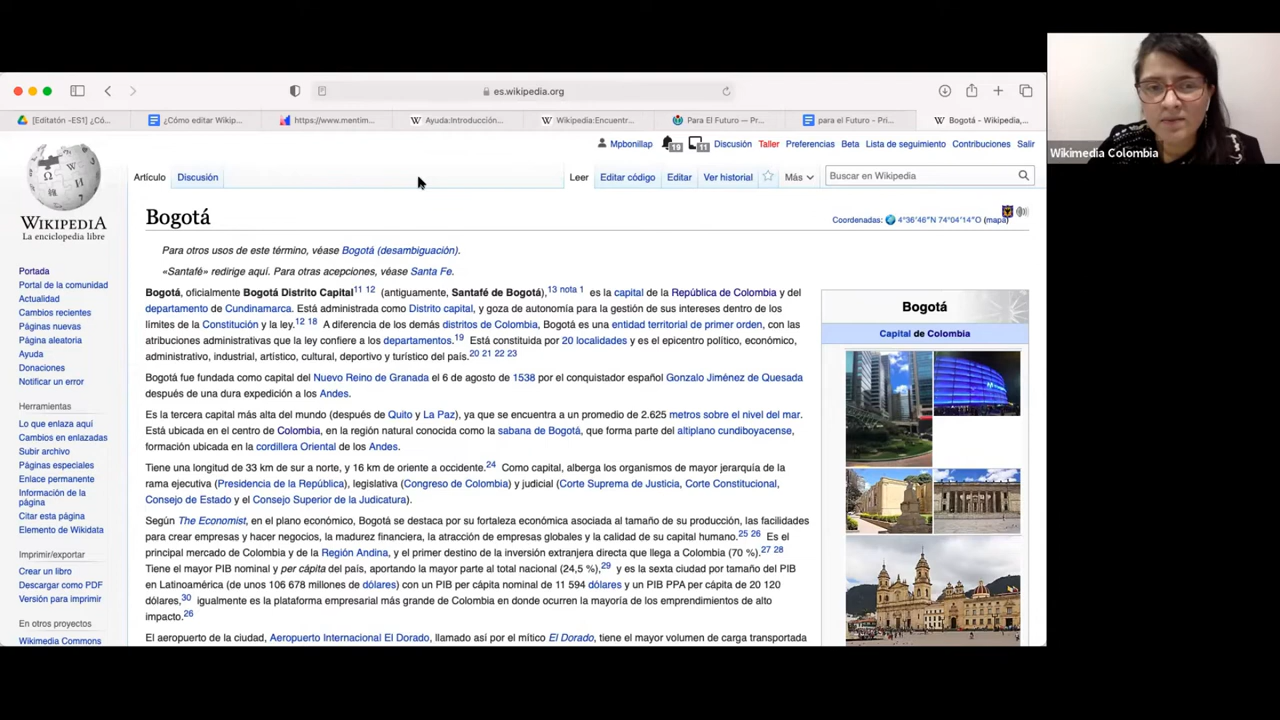 es.wikipedia.org
[Editatón -ES1] ¿Có...
¿Cómo editar Wikip...
https://www.mentim...
Ayuda:Introducción...
Wikipedia:Encuentr...
Para El Futuro — Pr...
para el Futuro - Pri...
Bogotá - Wikipedia,...
Mpbonillap 19 11 Discusión Taller Preferencias Beta Lista de seguimiento Contribuciones Salir
Artículo Discusión Leer Editar código Editar Ver historial Más Buscar en Wikipedia
WIKIPEDIA
La enciclopedia libre
Portada
Portal de la comunidad
Actualidad
Cambios recientes
Páginas nuevas
Página aleatoria
Ayuda
Donaciones
Notificar un error
Herramientas
Lo que enlaza aquí
Cambios en enlazadas
Subir archivo
Páginas especiales
Enlace permanente
Información de la
página
Citar esta página
Elemento de Wikidata
Imprimir/exportar
Crear un libro
Descargar como PDF
Versión para imprimir
En otros proyectos
Wikimedia Commons
Bogotá
Coordenadas: 4°36′46″N 74°04′14″O (mapa)
Para otros usos de este término, véase Bogotá (desambiguación).
«Santafé» redirige aquí. Para otras acepciones, véase Santa Fe.
Bogotá, oficialmente Bogotá Distrito Capital11 12 (antiguamente, Santafé de Bogotá),13 nota 1 es la capital de la República de Colombia y del
departamento de Cundinamarca. Está administrada como Distrito capital, y goza de autonomía para la gestión de sus intereses dentro de los
límites de la Constitución y la ley.12 18 A diferencia de los demás distritos de Colombia, Bogotá es una entidad territorial de primer orden, con las
atribuciones administrativas que la ley confiere a los departamentos.19 Está constituida por 20 localidades y es el epicentro político, económico,
administrativo, industrial, artístico, cultural, deportivo y turístico del país.20 21 22 23
Bogotá fue fundada como capital del Nuevo Reino de Granada el 6 de agosto de 1538 por el conquistador español Gonzalo Jiménez de Quesada
después de una dura expedición a los Andes.
Es la tercera capital más alta del mundo (después de Quito y La Paz), ya que se encuentra a un promedio de 2.625 metros sobre el nivel del mar.
Está ubicada en el centro de Colombia, en la región natural conocida como la sabana de Bogotá, que forma parte del altiplano cundiboyacense,
formación ubicada en la cordillera Oriental de los Andes.
Tiene una longitud de 33 km de sur a norte, y 16 km de oriente a occidente.24 Como capital, alberga los organismos de mayor jerarquía de la
rama ejecutiva (Presidencia de la República), legislativa (Congreso de Colombia) y judicial (Corte Suprema de Justicia, Corte Constitucional,
Consejo de Estado y el Consejo Superior de la Judicatura).
Según The Economist, en el plano económico, Bogotá se destaca por su fortaleza económica asociada al tamaño de su producción, las facilidades
para crear empresas y hacer negocios, la madurez financiera, la atracción de empresas globales y la calidad de su capital humano.25 26 Es el
principal mercado de Colombia y de la Región Andina, y el primer destino de la inversión extranjera directa que llega a Colombia (70 %).27 28
Tiene el mayor PIB nominal y per cápita del país, aportando la mayor parte al total nacional (24,5 %),29 y es la sexta ciudad por tamaño del PIB
en Latinoamérica (de unos 106 678 millones de dólares) con un PIB per cápita nominal de 11 594 dólares y un PIB PPA per cápita de 20 120
dólares,30 igualmente es la plataforma empresarial más grande de Colombia en donde ocurren la mayoría de los emprendimientos de alto
impacto.26
El aeropuerto de la ciudad, Aeropuerto Internacional El Dorado, llamado así por el mítico El Dorado, tiene el mayor volumen de carga transportada
Bogotá
Capital de Colombia
Wikimedia Colombia